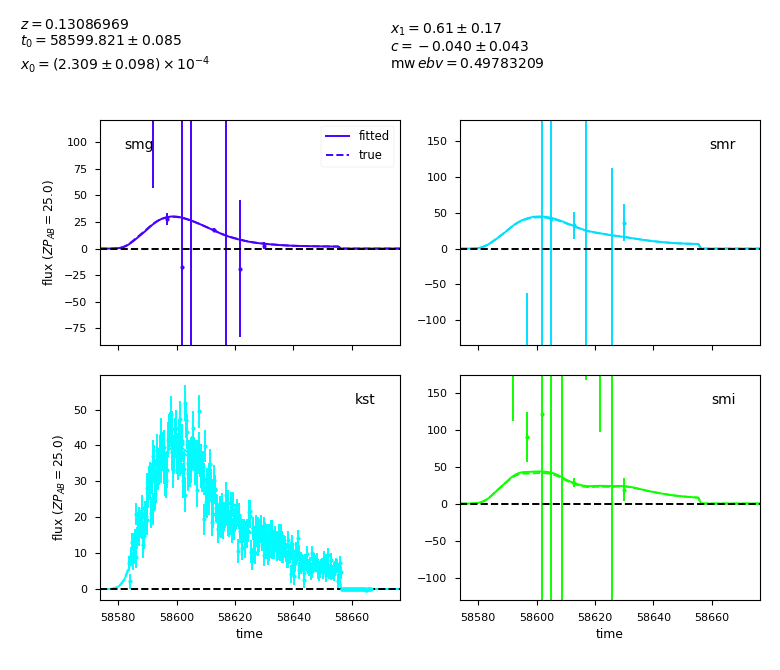 z = 0.13086969
t₀ = 58599.821 ± 0.085
x₀ = (2.309 ± 0.098) × 10⁻⁴
x₁ = 0.61 ± 0.17
c = −0.040 ± 0.043
mw ebv = 0.49783209
smg
fitted
true
100
75
50
25
0
−25
−50
−75
flux (ZP_AB = 25.0)
smr
150
100
50
0
−50
−100
kst
50
40
30
20
10
0
flux (ZP_AB = 25.0)
58580 58600 58620 58640 58660
time
smi
150
100
50
0
−50
−100
58580 58600 58620 58640 58660
time